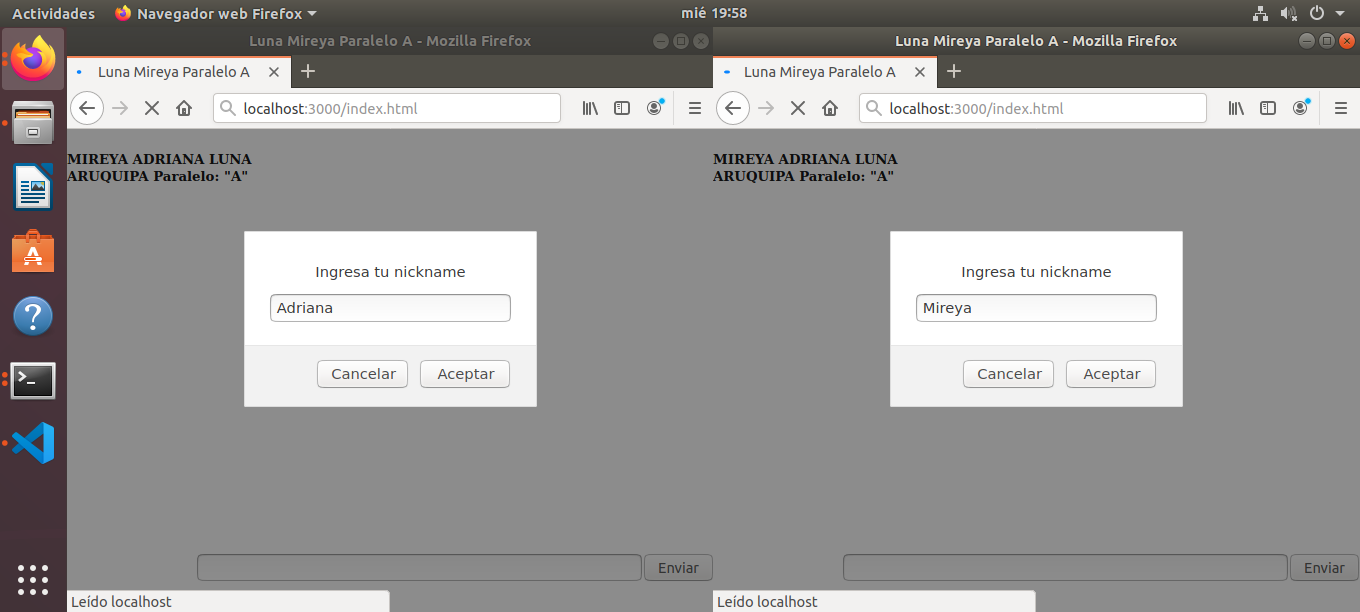 Actividades Navegador web Firefox mié 19:58
Luna Mireya Paralelo A - Mozilla Firefox
Luna Mireya Paralelo A
localhost:3000/index.html
MIREYA ADRIANA LUNA
ARUQUIPA Paralelo: "A"
Ingresa tu nickname
Adriana
Cancelar Aceptar
Enviar
Leído localhost
Luna Mireya Paralelo A - Mozilla Firefox
Luna Mireya Paralelo A
localhost:3000/index.html
MIREYA ADRIANA LUNA
ARUQUIPA Paralelo: "A"
Ingresa tu nickname
Mireya
Cancelar Aceptar
Enviar
Leído localhost